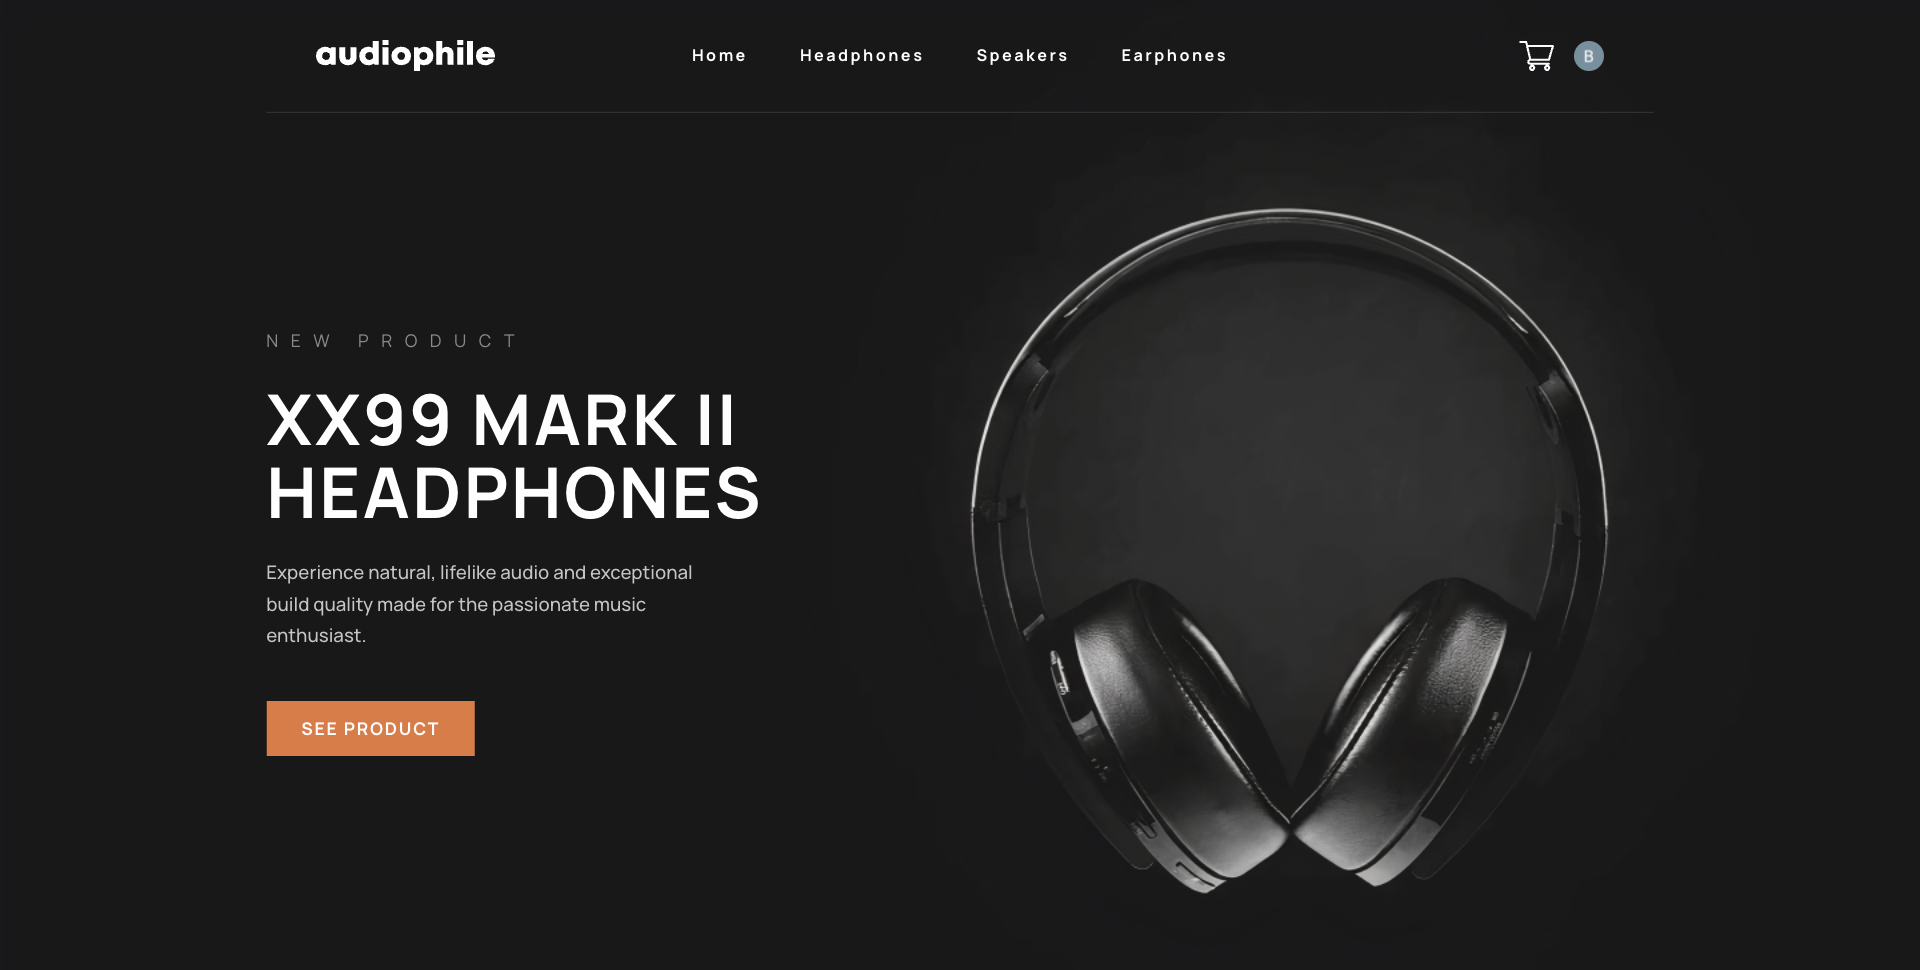 audiophile
Home Headphones Speakers Earphones
B
NEW PRODUCT
XX99 MARK II
HEADPHONES
Experience natural, lifelike audio and exceptional
build quality made for the passionate music
enthusiast.
SEE PRODUCT